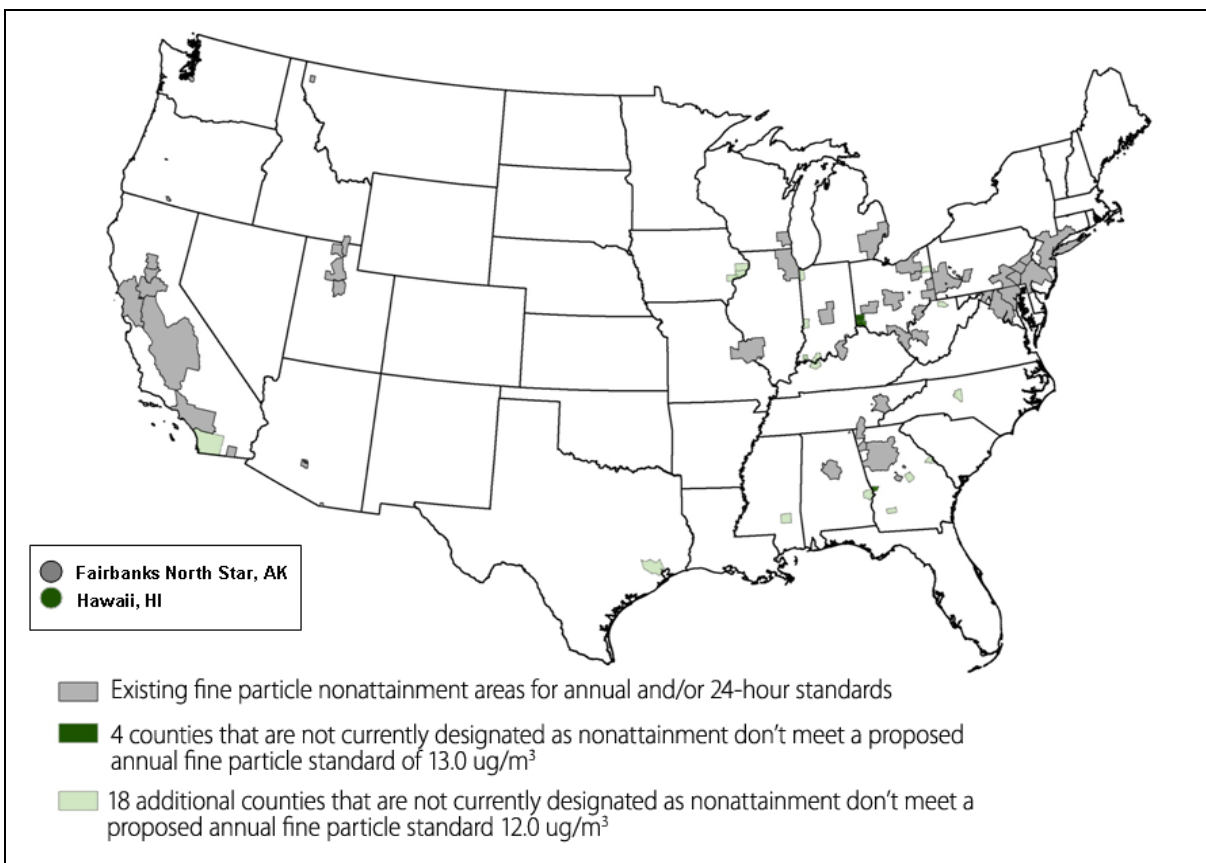 Fairbanks North Star, AK
Hawaii, HI
Existing fine particle nonattainment areas for annual and/or 24-hour standards
4 counties that are not currently designated as nonattainment don’t meet a proposed
annual fine particle standard of 13.0 ug/m³
18 additional counties that are not currently designated as nonattainment don’t meet a
proposed annual fine particle standard 12.0 ug/m³